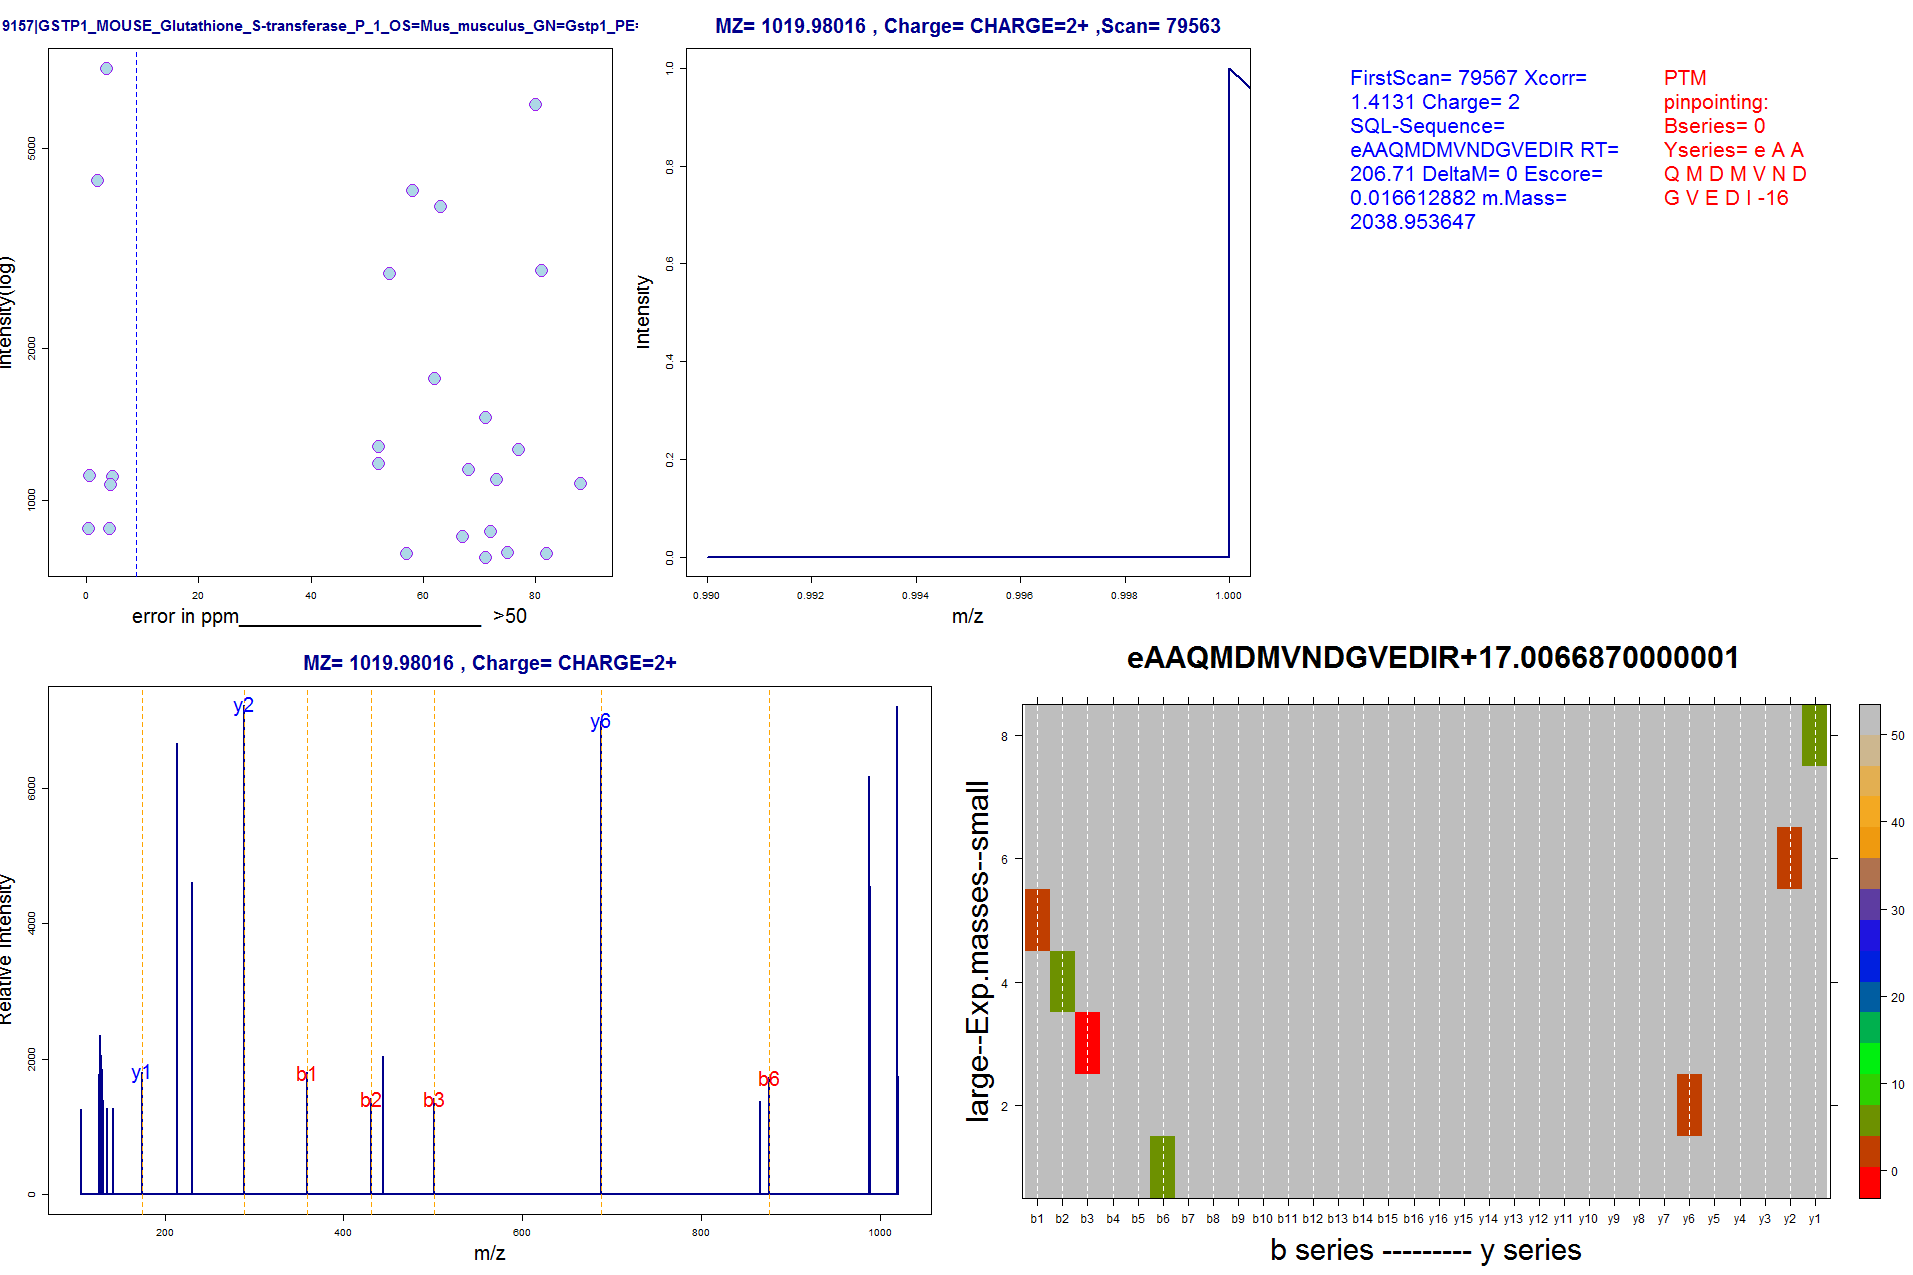 9157|GSTP1_MOUSE_Glutathione_S-transferase_P_1_OS=Mus_musculus_GN=Gstp1_PE=
Intensity(log)
5000
2000
1000
0 20 40 60 80
error in ppm______________________ >50
MZ= 1019.98016 , Charge= CHARGE=2+ ,Scan= 79563
Intensity
1.0
0.8
0.6
0.4
0.2
0.0
0.990 0.992 0.994 0.996 0.998 1.000
m/z
FirstScan= 79567 Xcorr=
1.4131 Charge= 2
SQL-Sequence=
eAAQMDMVNDGVEDIR RT=
206.71 DeltaM= 0 Escore=
0.016612882 m.Mass=
2038.953647
PTM
pinpointing:
Bseries= 0
Yseries= e A A
Q M D M V N D
G V E D I -16
MZ= 1019.98016 , Charge= CHARGE=2+
Relative Intensity
6000
4000
2000
0
y1
y2
b1
b2
b3
y6
b6
200 400 600 800 1000
m/z
eAAQMDMVNDGVEDIR+17.0066870000001
large--Exp.masses--small
8
6
4
2
b1 b2 b3 b4 b5 b6 b7 b8 b9 b10 b11 b12 b13 b14 b15 b16 y16 y15 y14 y13 y12 y11 y10 y9 y8 y7 y6 y5 y4 y3 y2 y1
b series --------- y series
50
40
30
20
10
0